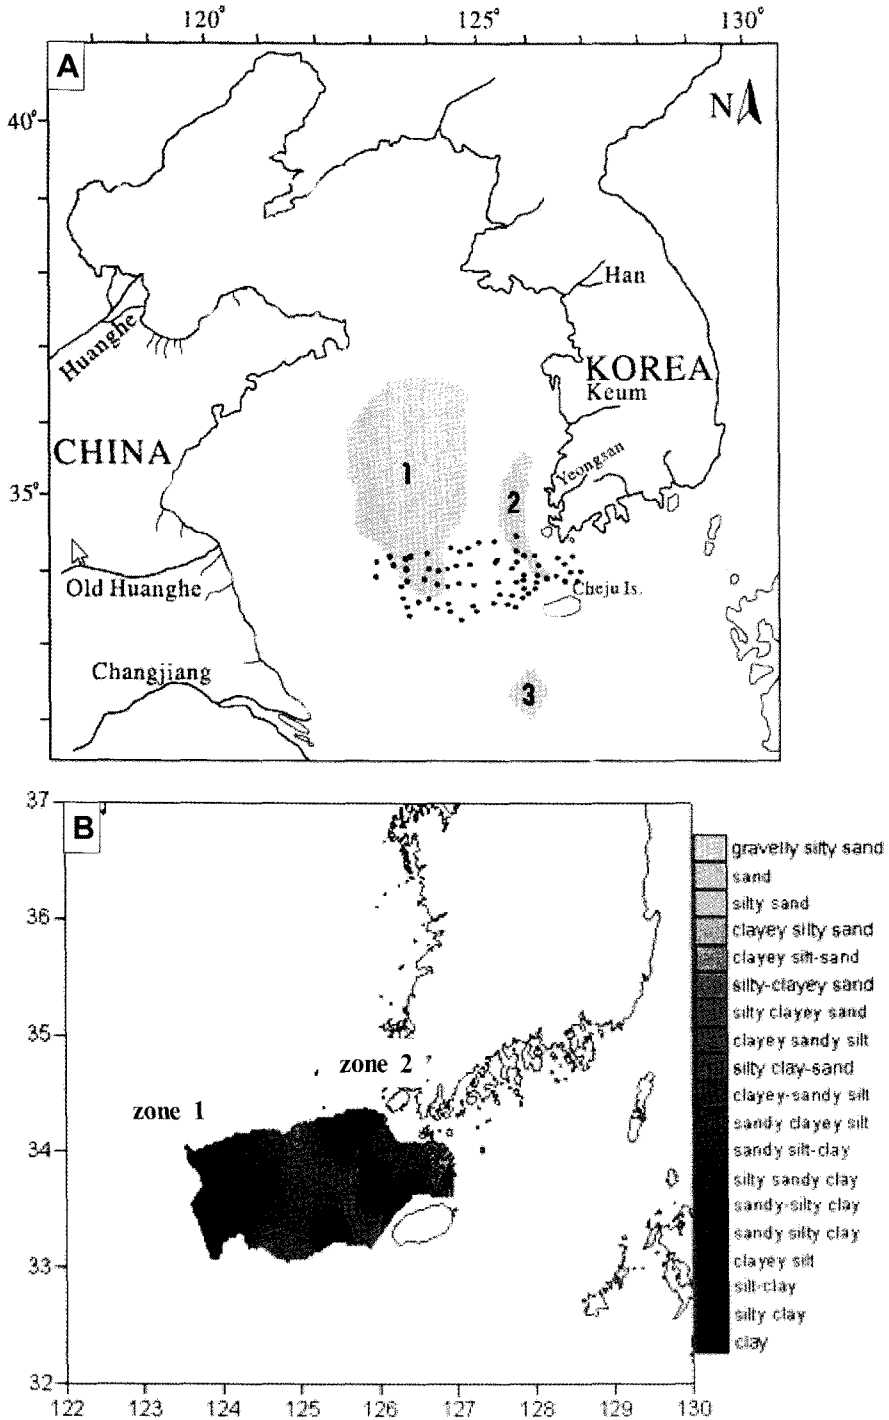 120° 125° 130°
A
N
40°
Han
Huanghe
KOREA
Keum
CHINA
1
Yeongsan
35°
2
Old Huanghe
Cheju Is.
Changjiang
3
37
B
gravelly silty sand
sand
silty sand
36
clayey silty sand
clayey silt-sand
silty-clayey sand
silty clayey sand
35
clayey sandy silt
zone 2
silty clay-sand
clayey-sandy silt
zone 1
sandy clayey silt
34
sandy silt-clay
silty sandy clay
sandy-silty clay
sandy silty clay
33
clayey silt
silt-clay
silty clay
clay
32
122 123 124 125 126 127 128 129 130